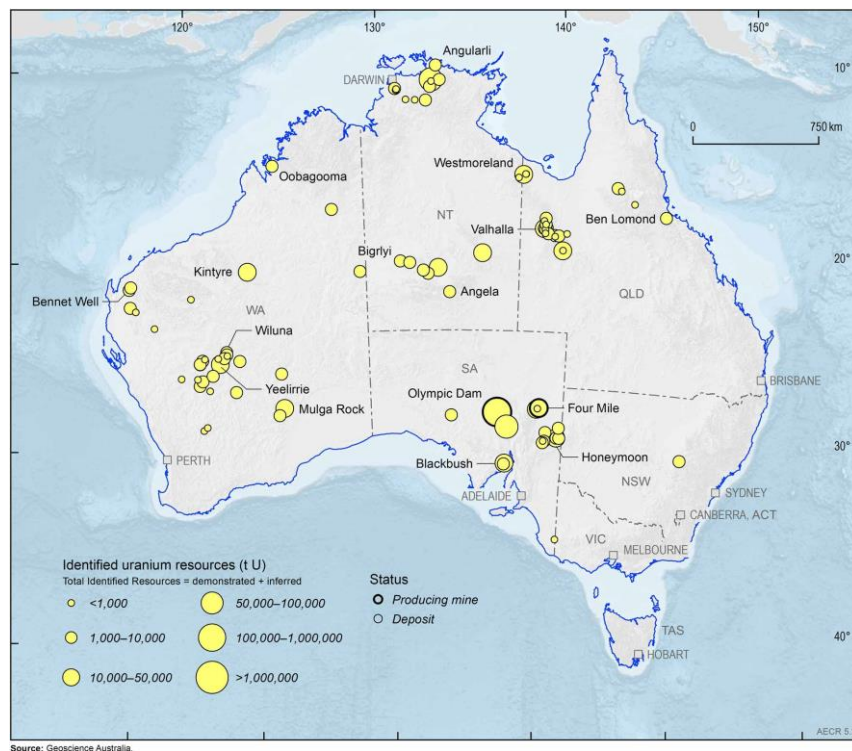 120°
130°
140°
150°
Angularli
DARWIN
10°
0
750 km
Westmoreland
Oobagooma
NT
Valhalla
Ben Lomond
Bigrlyi
Kintyre
20°
Angela
Bennet Well
WA
QLD
Wiluna
SA
Yeelirrie
Olympic Dam
Four Mile
BRISBANE
Mulga Rock
30°
PERTH
Honeymoon
Blackbush
NSW
ADELAIDE
SYDNEY
CANBERRA, ACT
VIC
MELBOURNE
Identified uranium resources (t U)
Total Identified Resources = demonstrated + inferred
<1,000
50,000–100,000
1,000–10,000
100,000–1,000,000
10,000–50,000
>1,000,000
Status
Producing mine
Deposit
TAS
40°
HOBART
AECR 5.
Source: Geoscience Australia.